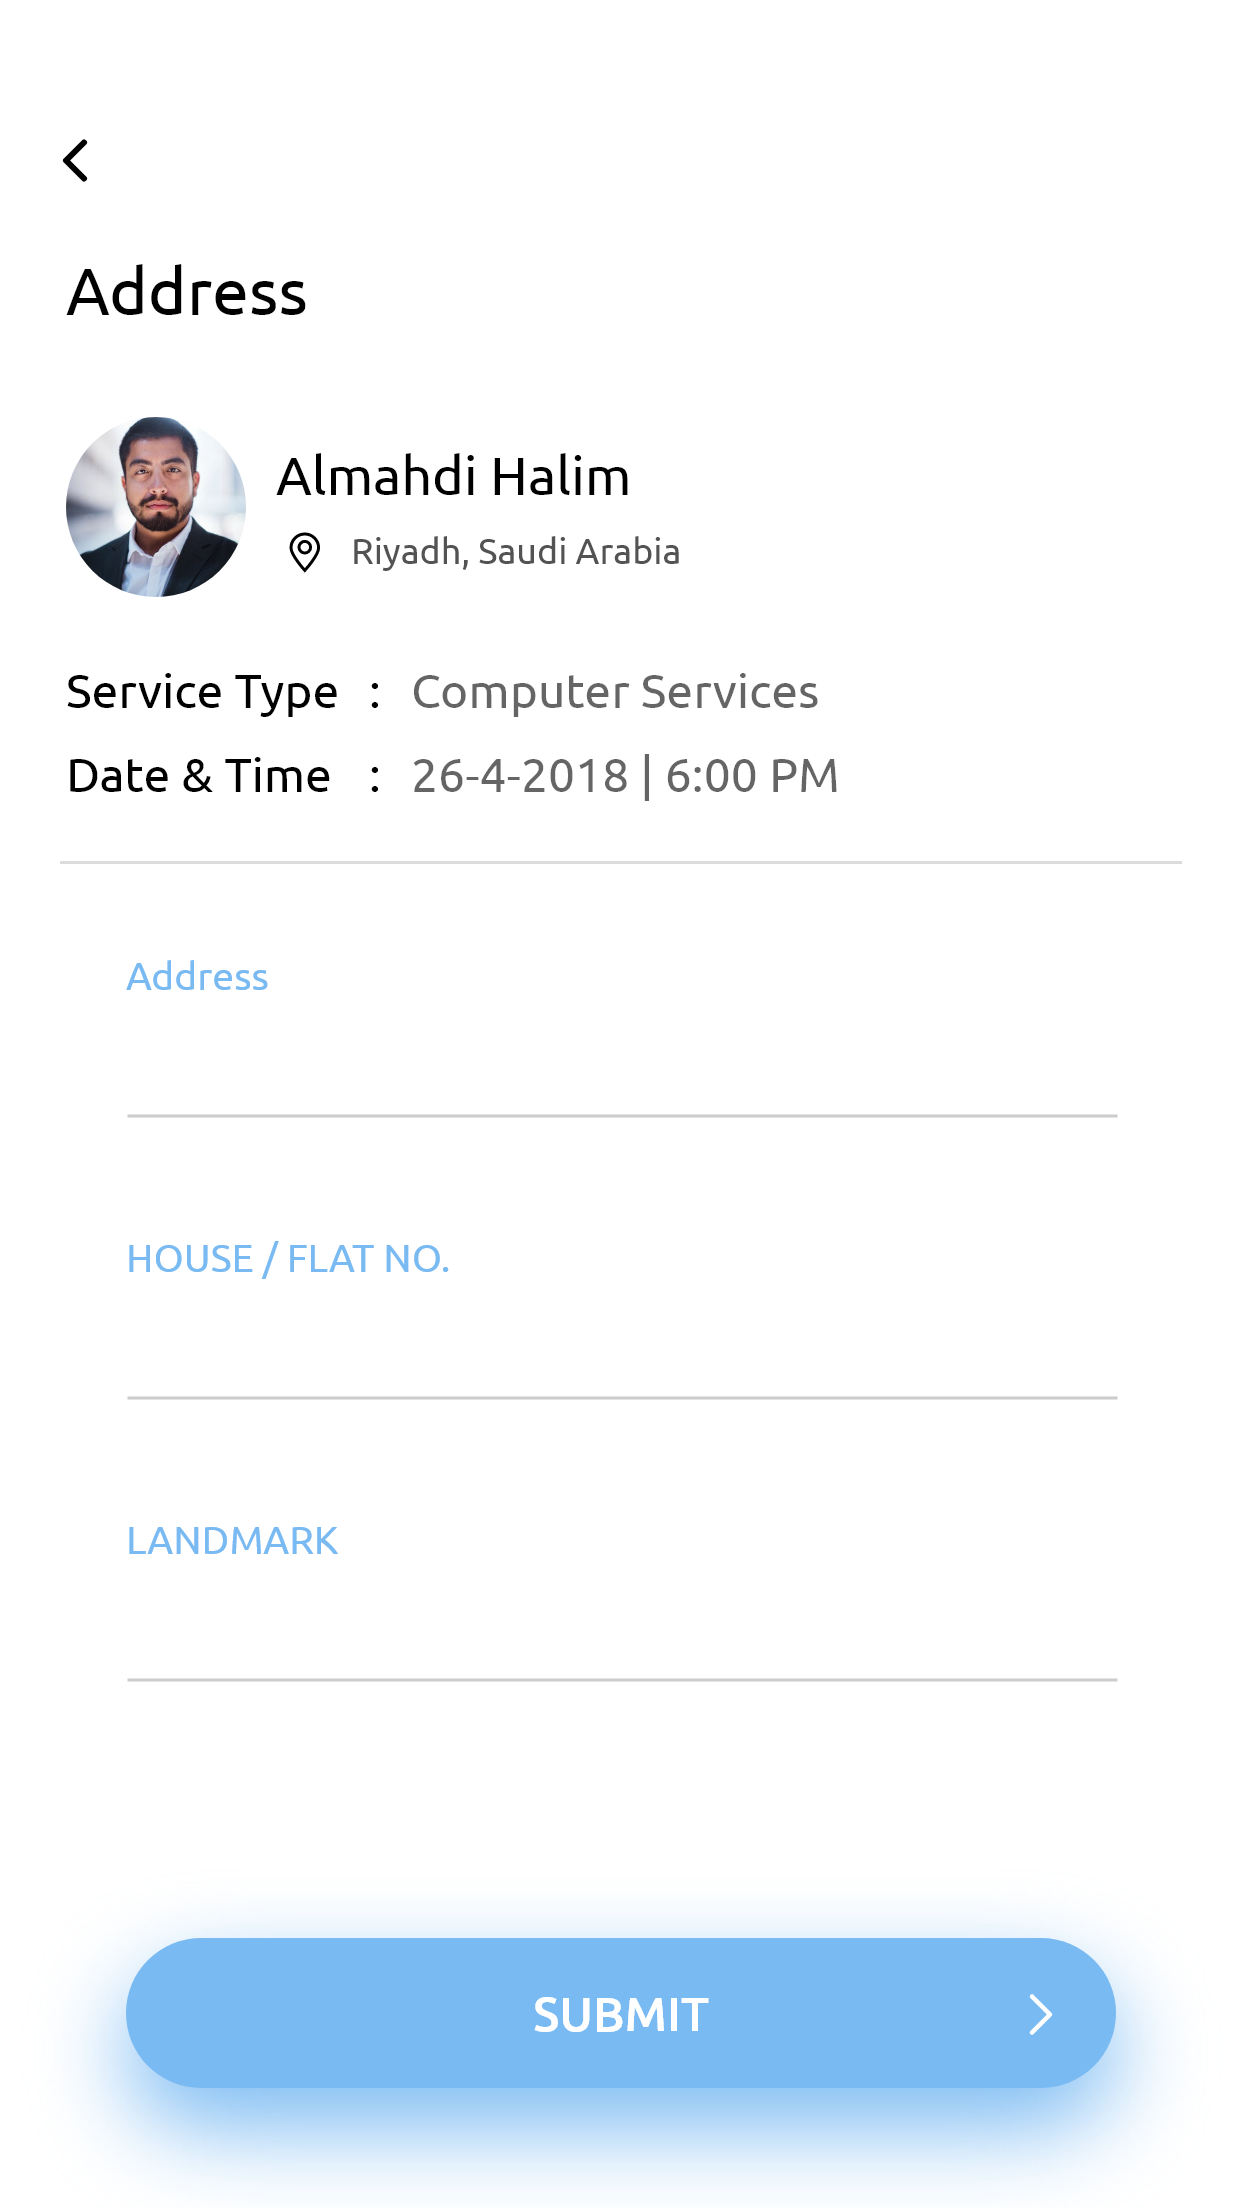 Address
Almahdi Halim
Riyadh, Saudi Arabia
Service Type : Computer Services
Date & Time : 26-4-2018 | 6:00 PM
Address
HOUSE / FLAT NO.
LANDMARK
SUBMIT